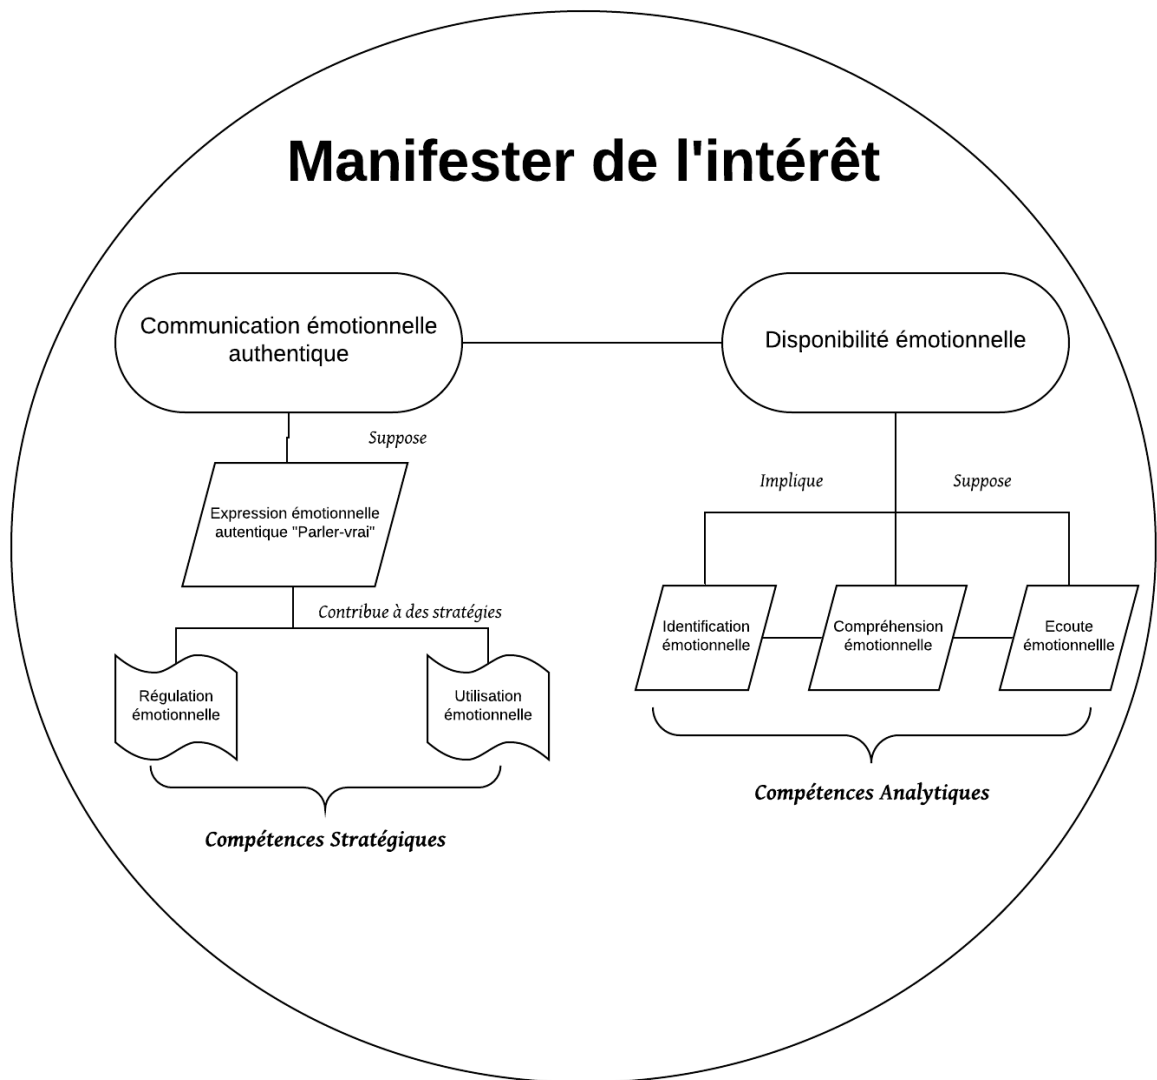 Manifester de l'intérêt
Communication émotionnelle
authentique
Disponibilité émotionnelle
Suppose
Expression émotionnelle
autentique "Parler-vrai"
Contribue à des stratégies
Régulation
émotionnelle
Utilisation
émotionnelle
Compétences Stratégiques
Implique
Suppose
Identification
émotionnelle
Compréhension
émotionnelle
Ecoute
émotionnellle
Compétences Analytiques